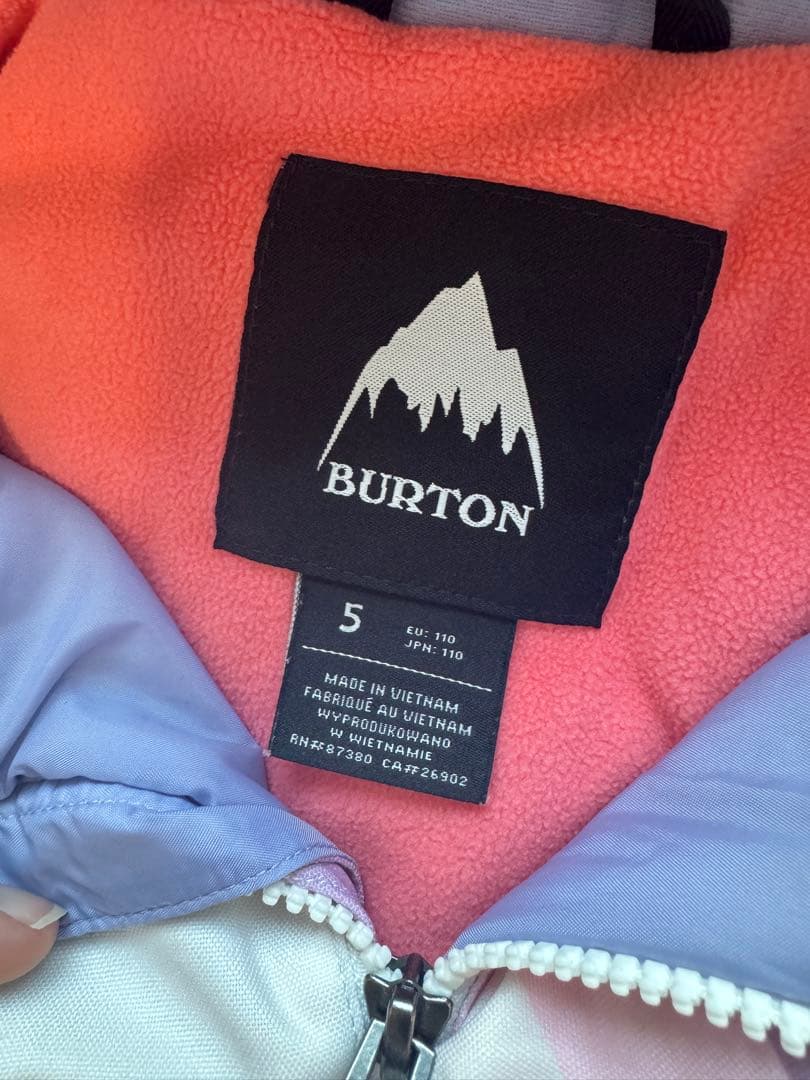 BURTON
5
EU: 110
JPN: 110
MADE IN VIETNAM
FABRIQUÉ AU VIETNAM
WYPRODUKOWANO
W WIETNAMIE
RN#87380 CA#26902